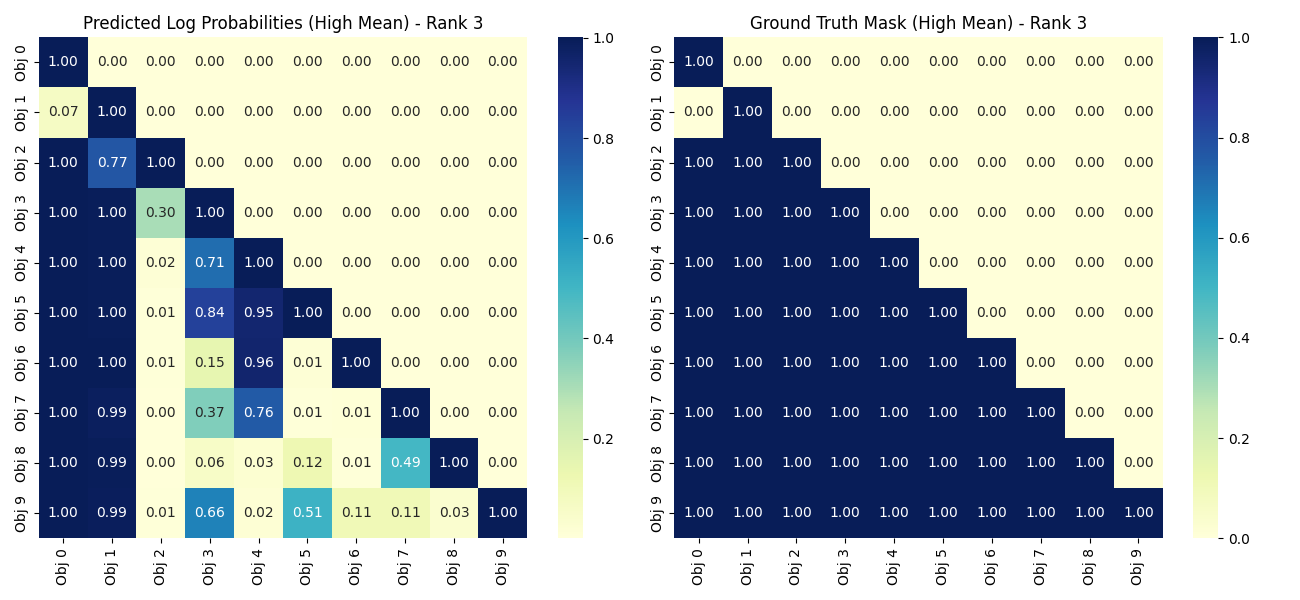 Predicted Log Probabilities (High Mean) - Rank 3
Obj 0 1.00 0.00 0.00 0.00 0.00 0.00 0.00 0.00 0.00 0.00
Obj 1 0.07 1.00 0.00 0.00 0.00 0.00 0.00 0.00 0.00 0.00
Obj 2 1.00 0.77 1.00 0.00 0.00 0.00 0.00 0.00 0.00 0.00
Obj 3 1.00 1.00 0.30 1.00 0.00 0.00 0.00 0.00 0.00 0.00
Obj 4 1.00 1.00 0.02 0.71 1.00 0.00 0.00 0.00 0.00 0.00
Obj 5 1.00 1.00 0.01 0.84 0.95 1.00 0.00 0.00 0.00 0.00
Obj 6 1.00 1.00 0.01 0.15 0.96 0.01 1.00 0.00 0.00 0.00
Obj 7 1.00 0.99 0.00 0.37 0.76 0.01 0.01 1.00 0.00 0.00
Obj 8 1.00 0.99 0.00 0.06 0.03 0.12 0.01 0.49 1.00 0.00
Obj 9 1.00 0.99 0.01 0.66 0.02 0.51 0.11 0.11 0.03 1.00
Obj 0 Obj 1 Obj 2 Obj 3 Obj 4 Obj 5 Obj 6 Obj 7 Obj 8 Obj 9
1.0
0.8
0.6
0.4
0.2
Ground Truth Mask (High Mean) - Rank 3
Obj 0 1.00 0.00 0.00 0.00 0.00 0.00 0.00 0.00 0.00 0.00
Obj 1 0.00 1.00 0.00 0.00 0.00 0.00 0.00 0.00 0.00 0.00
Obj 2 1.00 1.00 1.00 0.00 0.00 0.00 0.00 0.00 0.00 0.00
Obj 3 1.00 1.00 1.00 1.00 0.00 0.00 0.00 0.00 0.00 0.00
Obj 4 1.00 1.00 1.00 1.00 1.00 0.00 0.00 0.00 0.00 0.00
Obj 5 1.00 1.00 1.00 1.00 1.00 1.00 0.00 0.00 0.00 0.00
Obj 6 1.00 1.00 1.00 1.00 1.00 1.00 1.00 0.00 0.00 0.00
Obj 7 1.00 1.00 1.00 1.00 1.00 1.00 1.00 1.00 0.00 0.00
Obj 8 1.00 1.00 1.00 1.00 1.00 1.00 1.00 1.00 1.00 0.00
Obj 9 1.00 1.00 1.00 1.00 1.00 1.00 1.00 1.00 1.00 1.00
Obj 0 Obj 1 Obj 2 Obj 3 Obj 4 Obj 5 Obj 6 Obj 7 Obj 8 Obj 9
1.0
0.8
0.6
0.4
0.2
0.0